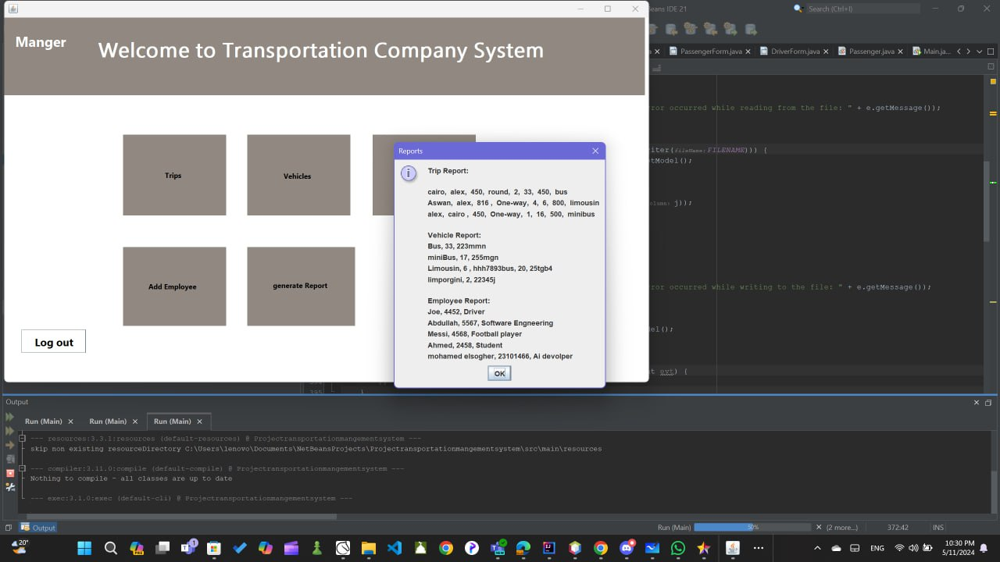 Beans IDE 21
Search (Ctrl+I)
Manger
Welcome to Transportation Company System
PassengerForm.java
DriverForm.java
Passenger.java
Main.ja...
ror occurred while reading from the file: " + e.getMessage());
iter(fileName:FILENAME))) {
tModel();
column: j));
ror occurred while writing to the file: " + e.getMessage());
el();
t evt) {
395
Trips
Vehicles
Add Employee
generate Report
Log out
Reports
Trip Report:
cairo, alex, 450, round, 2, 33, 450, bus
Aswan, alex, 816 , One-way, 4, 6, 800, limousin
alex, cairo , 450, One-way, 1, 16, 500, minibus
Vehicle Report:
Bus, 33, 223mmn
miniBus, 17, 255mgn
Limousin, 6 , hhh7893bus, 20, 25tgb4
limporgini, 2, 22345j
Employee Report:
Joe, 4452, Driver
Abdullah, 5567, Software Engneering
Messi, 4568, Football player
Ahmed, 2458, Student
mohamed elsogher, 23101466, Ai devolper
OK
Output
Run (Main)
Run (Main)
Run (Main)
--- resources:3.3.1:resources (default-resources) @ Projectransportationmangementsystem ---
skip non existing resourceDirectory C:\Users\lenovo\Documents\NetBeansProjects\Projectransportationmangementsystem\src\main\resources
--- compiler:3.11.0:compile (default-compile) @ Projectransportationmangementsystem ---
Nothing to compile - all classes are up to date
--- exec:3.1.0:exec (default-cli) @ Projectransportationmangementsystem ---
Output
Run (Main)
50%
(2 more...)
372:42
INS
20°
1
ENG
10:30 PM
5/11/2024